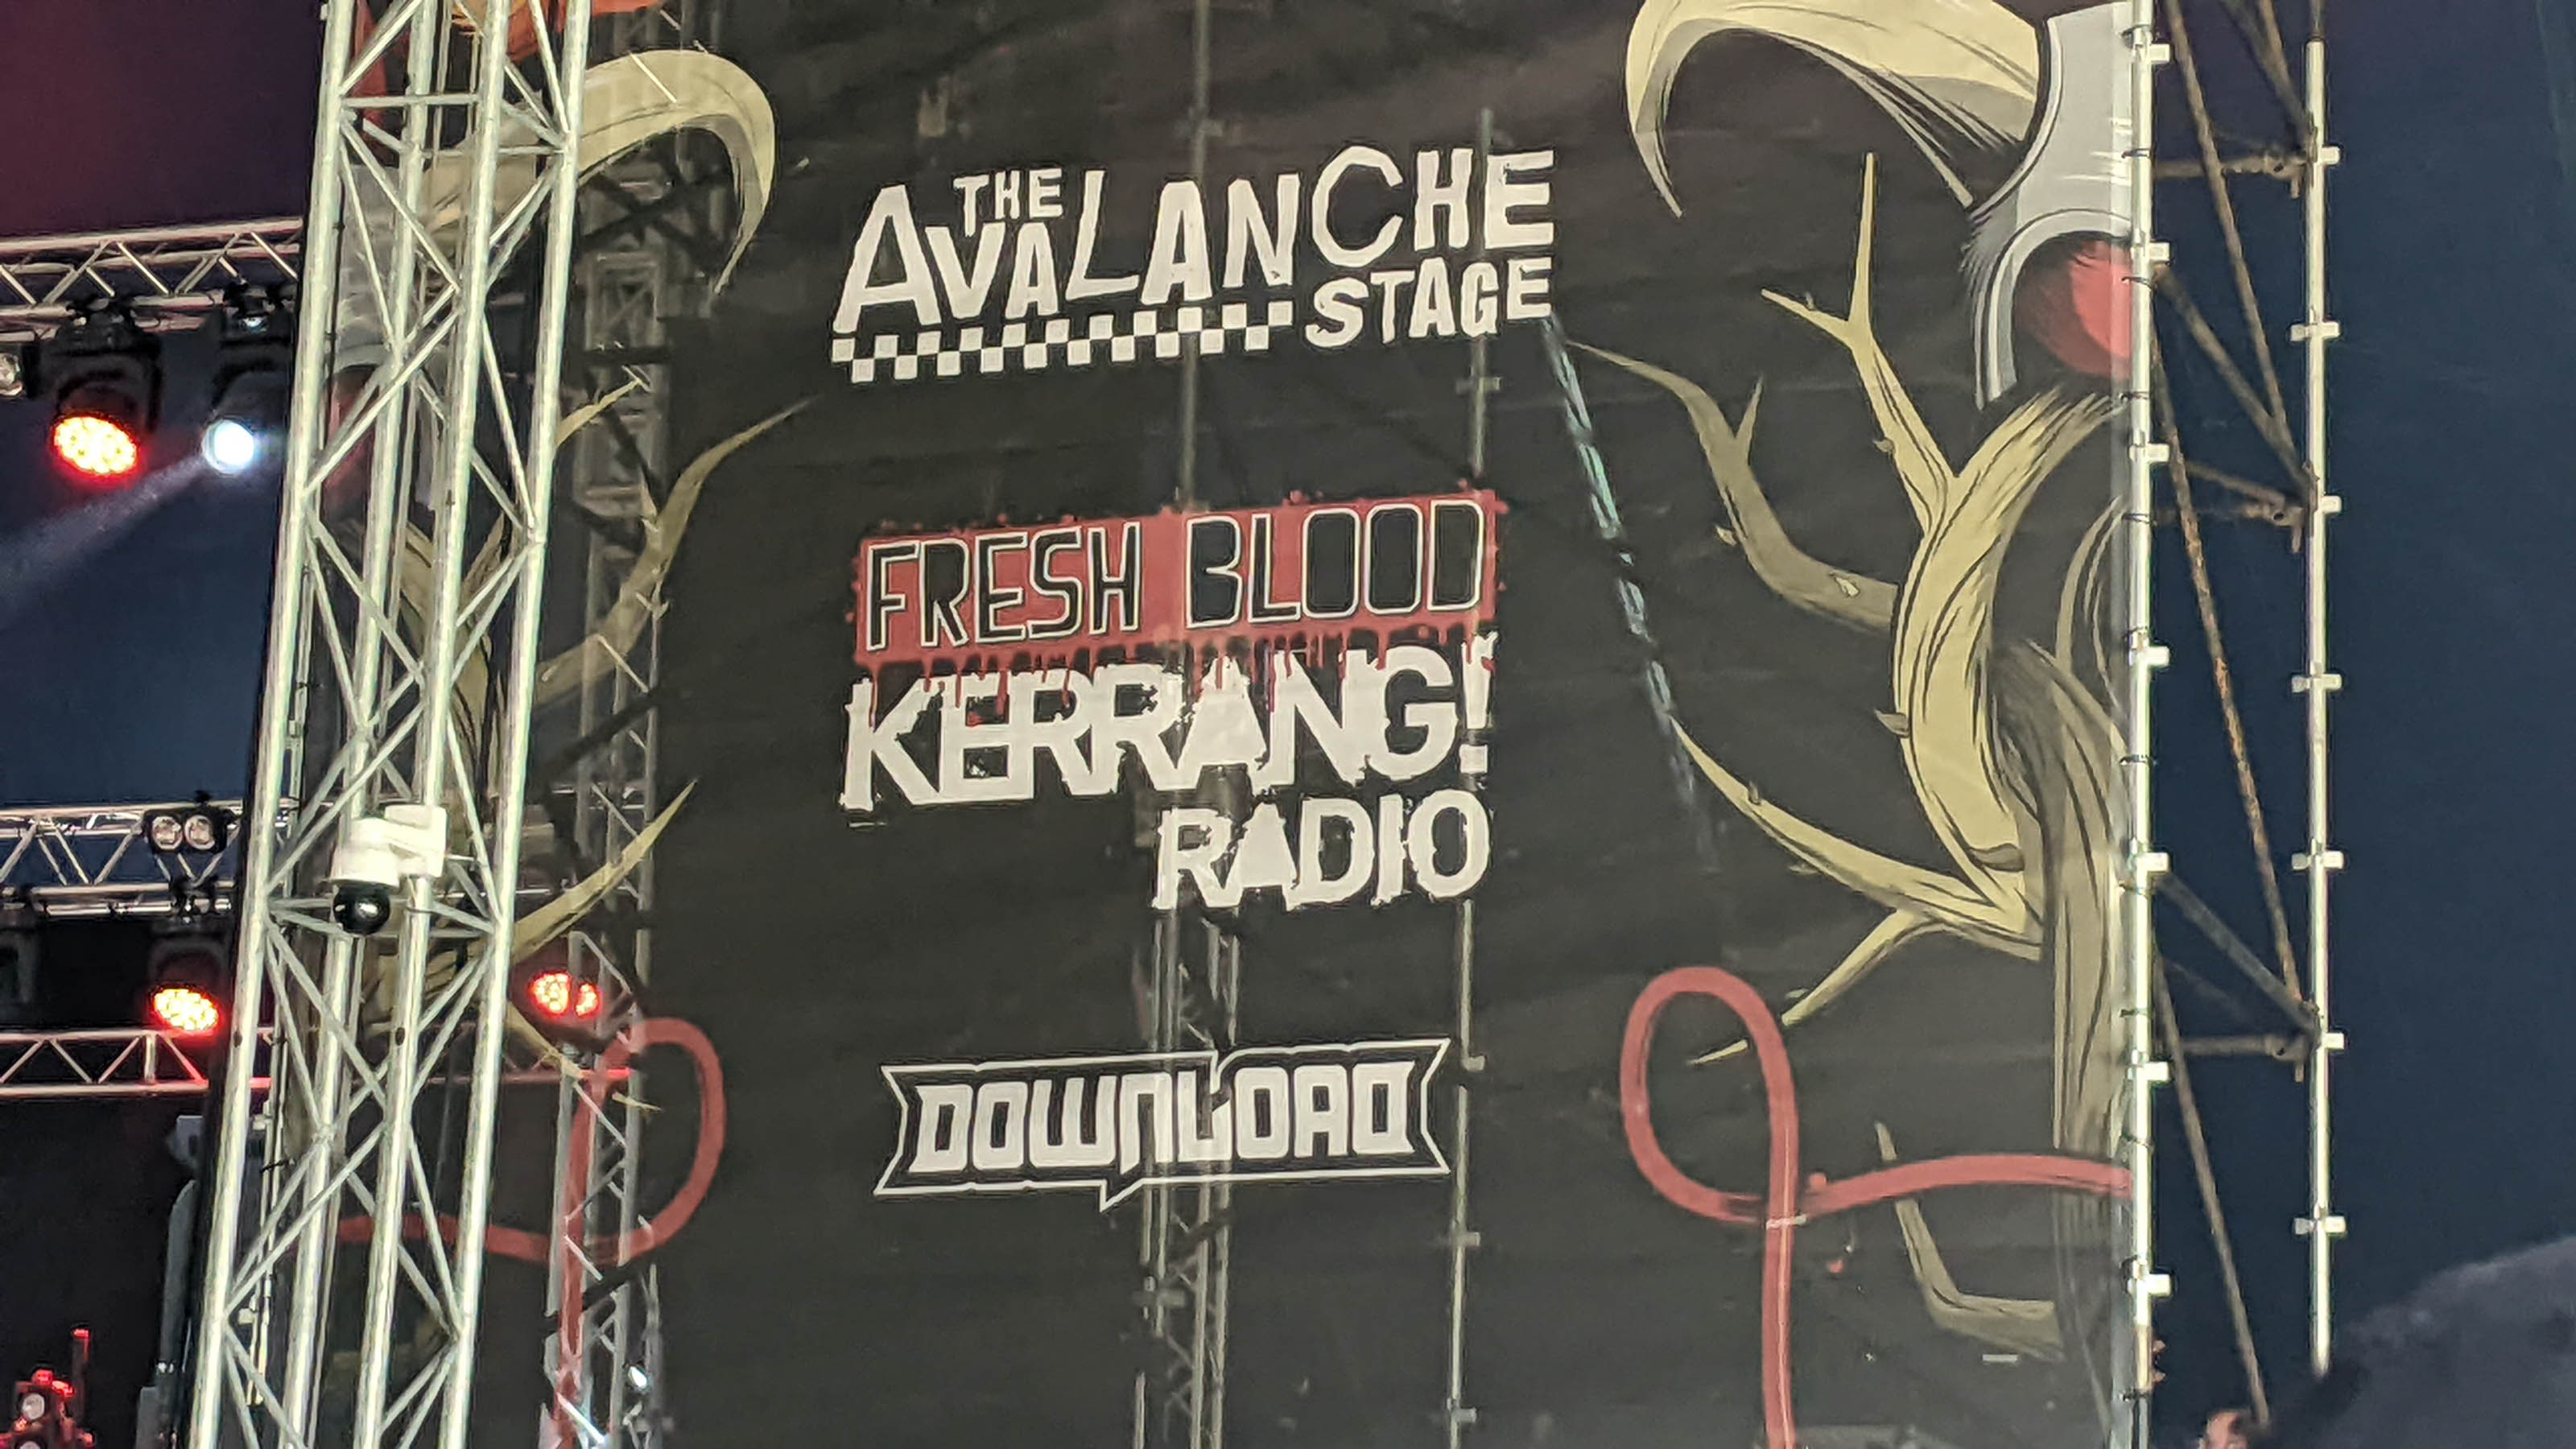 THE
AVALANCHE
STAGE
FRESH BLOOD
KERRANG!
RADIO
DOWNLOAD